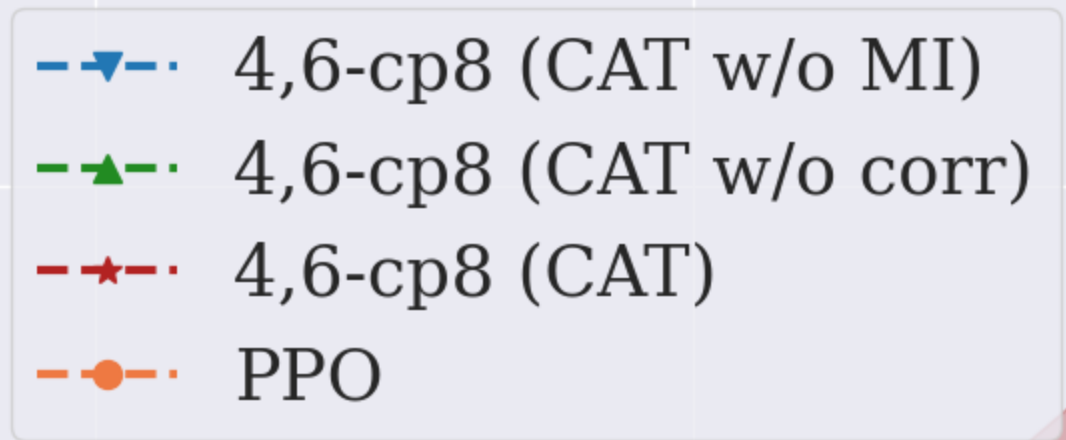 4,6-cp8 (CAT w/o MI)
4,6-cp8 (CAT w/o corr)
4,6-cp8 (CAT)
PPO